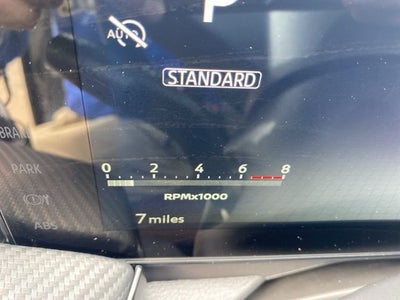 P
AUTO
STANDARD
BRAKE
PARK
0 2 4 6 8
RPMx1000
ABS
7 miles